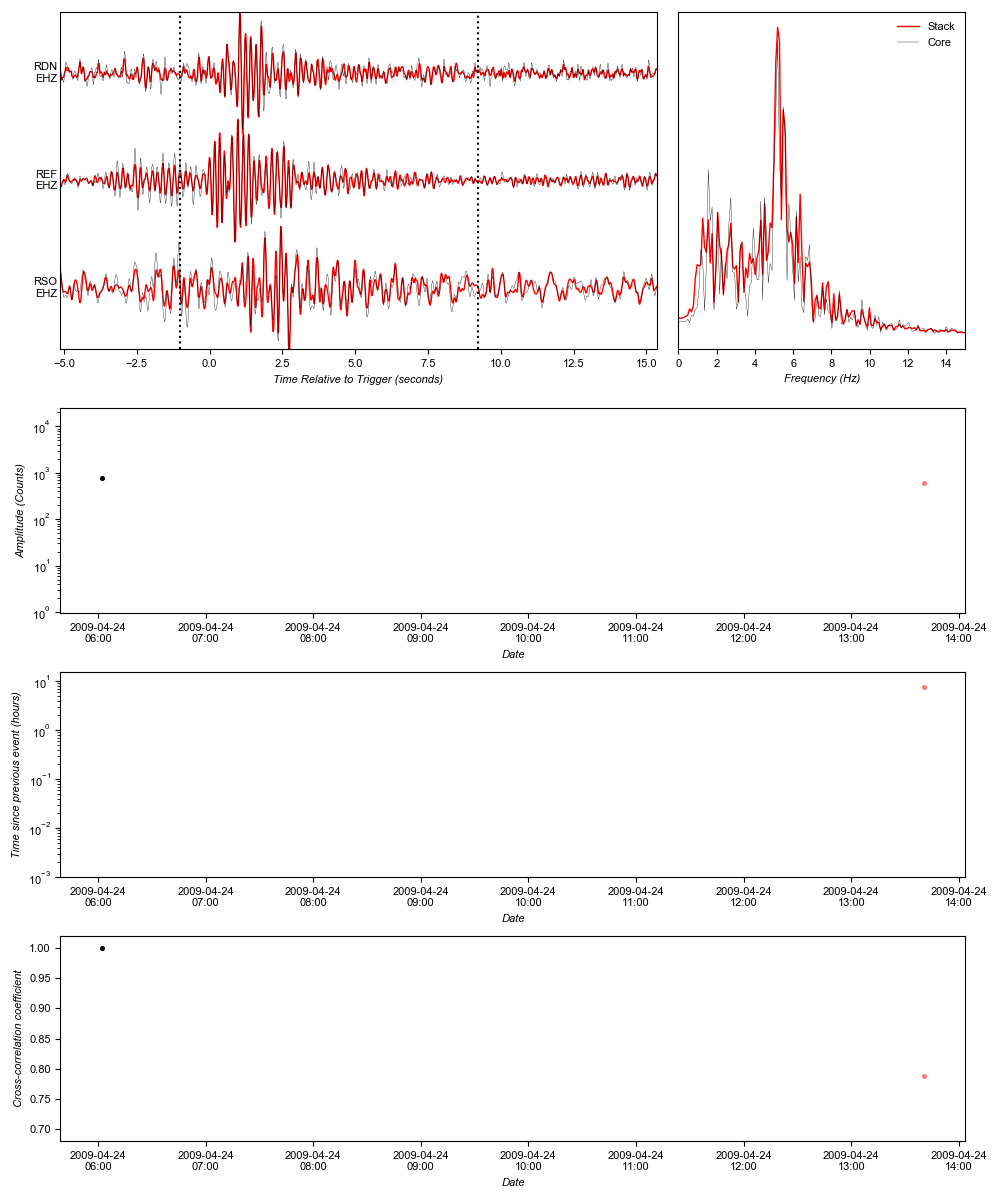 RDN
EHZ
REF
EHZ
RSO
EHZ
−5.0 −2.5 0.0 2.5 5.0 7.5 10.0 12.5 15.0
Time Relative to Trigger (seconds)
Stack
Core
0 2 4 6 8 10 12 14
Frequency (Hz)
10^4
10^3
10^2
10^1
10^0
Amplitude (Counts)
2009-04-24 2009-04-24 2009-04-24 2009-04-24 2009-04-24 2009-04-24 2009-04-24 2009-04-24 2009-04-24
06:00 07:00 08:00 09:00 10:00 11:00 12:00 13:00 14:00
Date
10^1
10^0
10^−1
10^−2
10^−3
Time since previous event (hours)
2009-04-24 2009-04-24 2009-04-24 2009-04-24 2009-04-24 2009-04-24 2009-04-24 2009-04-24 2009-04-24
06:00 07:00 08:00 09:00 10:00 11:00 12:00 13:00 14:00
Date
1.00
0.95
0.90
0.85
0.80
0.75
0.70
Cross-correlation coefficient
2009-04-24 2009-04-24 2009-04-24 2009-04-24 2009-04-24 2009-04-24 2009-04-24 2009-04-24 2009-04-24
06:00 07:00 08:00 09:00 10:00 11:00 12:00 13:00 14:00
Date